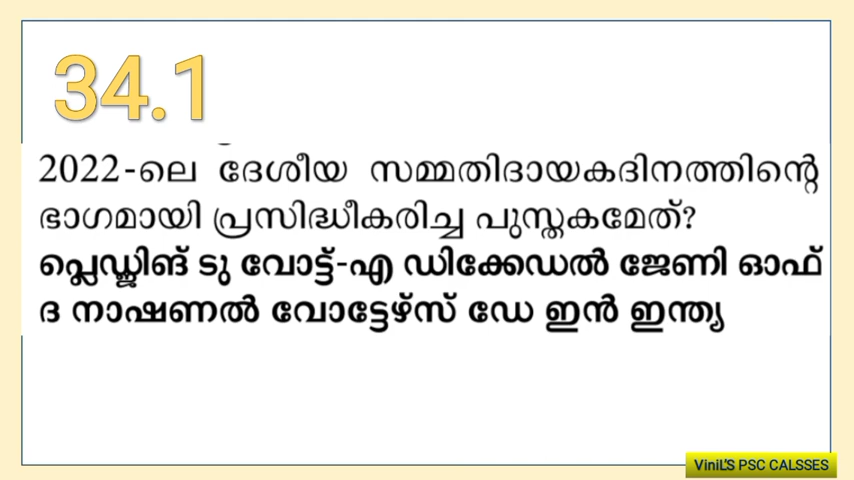 34.1
2022-ലെ ദേശീയ സമ്മതിദായകദിനത്തിന്റെ
ഭാഗമായി പ്രസിദ്ധീകരിച്ച പുസ്തകമേത്?
പ്ലെഡ്ജിങ് ടു വോട്ട്-എ ഡിക്കേഡൽ ജേണി ഓഫ്
ദ നാഷണൽ വോട്ടേഴ്സ് ഡേ ഇൻ ഇന്ത്യ
ViniL'S PSC CALSSES